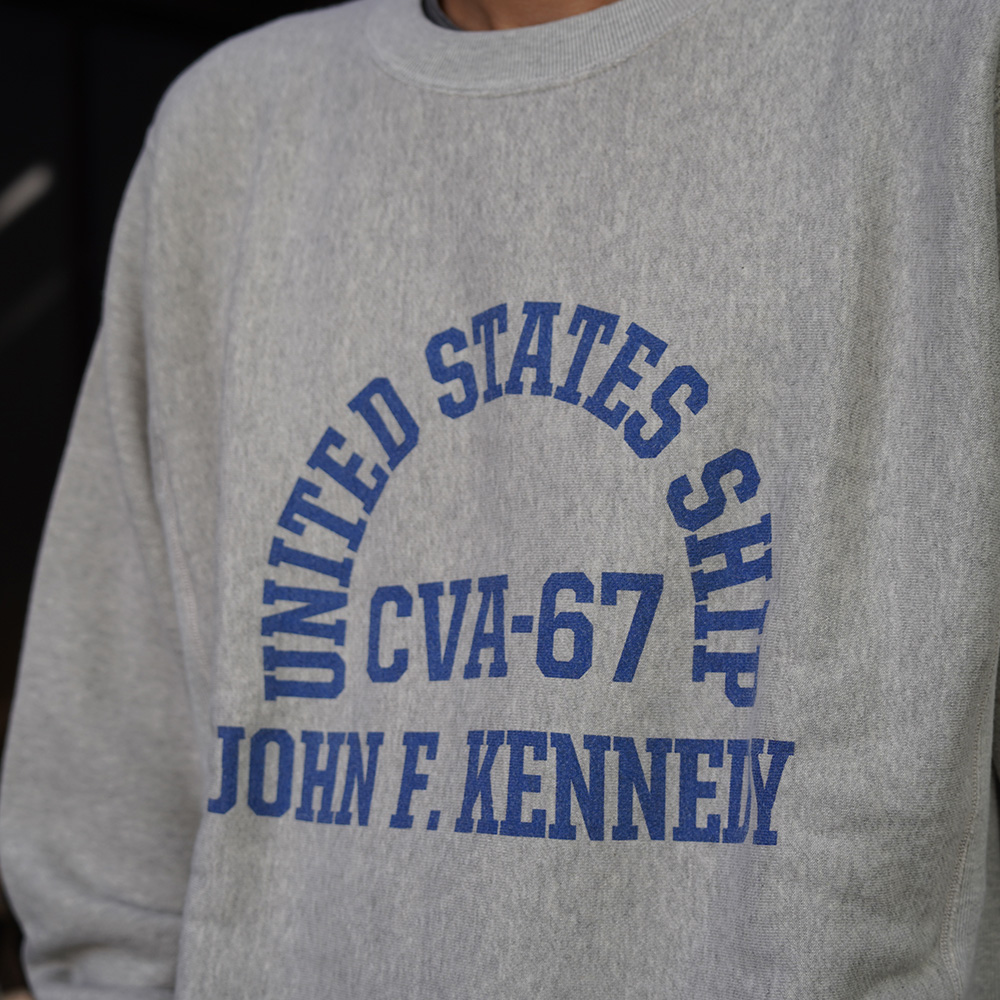 UNITED STATES SHIP
CVA-67
JOHN F. KENNEDY